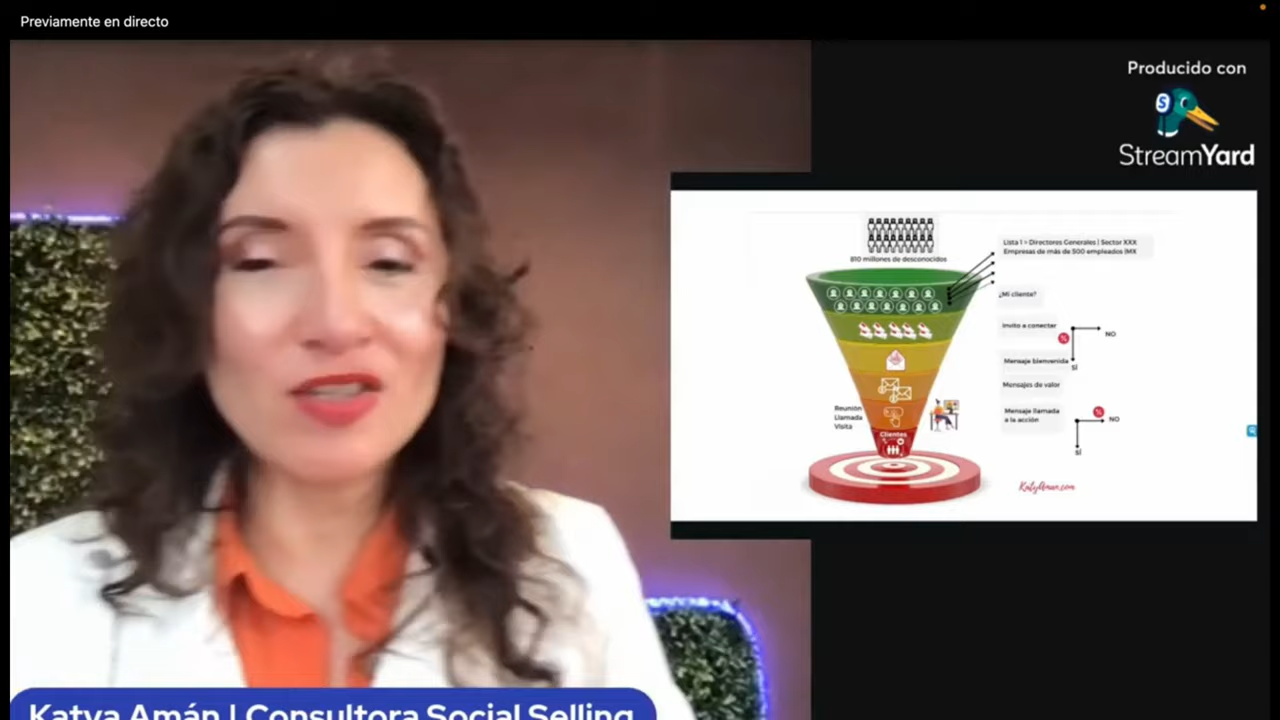 Previamente en directo
Producido con
StreamYard
810 millones de desconocidos
Lista 1 = Directores Generales | Sector XXX
Empresas de más de 500 empleados |MX
¿Mi cliente?
Invito a conectar
%
NO
Mensaje bienvenida
SÍ
Mensajes de valor
Reunión
Llamada
Visita
Mensaje llamada
a la acción
%
NO
SÍ
Clientes
KatyAman.com
Katya Amán | Consultora Social Selling